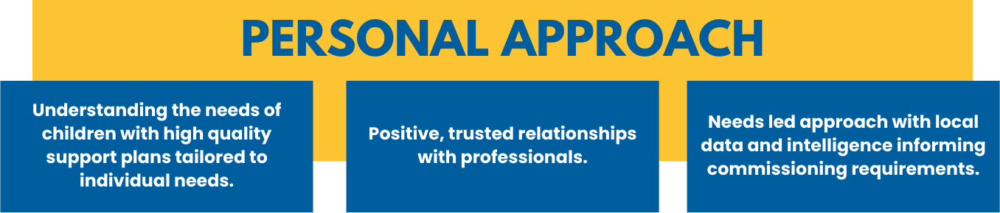 PERSONAL APPROACH
Understanding the needs of
children with high quality
support plans tailored to
individual needs.
Positive, trusted relationships
with professionals.
Needs led approach with local
data and intelligence informing
commissioning requirements.